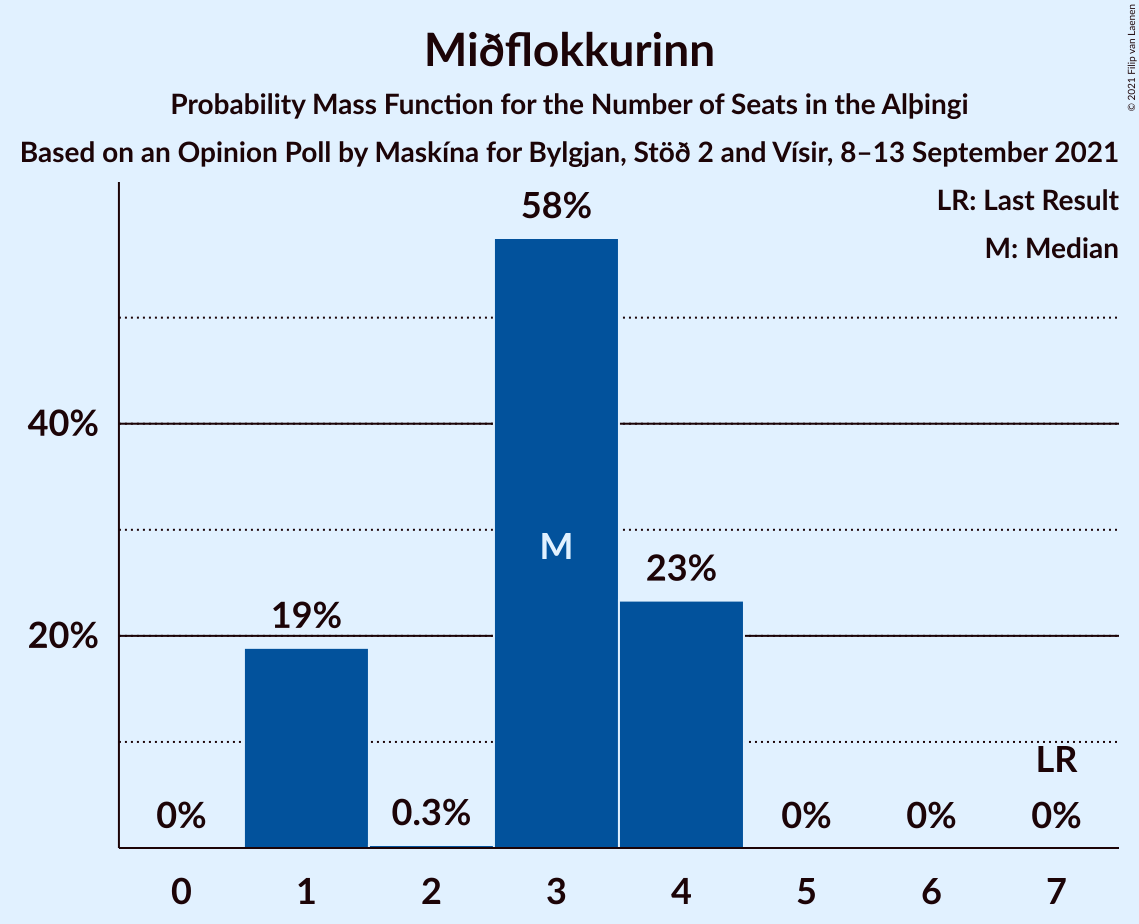 Miðflokkurinn
Probability Mass Function for the Number of Seats in the Alþingi
Based on an Opinion Poll by Maskína for Bylgjan, Stöð 2 and Vísir, 8–13 September 2021
© 2021 Filip van Laenen
LR: Last Result
M: Median
58%
40%
M
23%
19%
20%
LR
0%
0.3%
0%
0%
0%
0 1 2 3 4 5 6 7